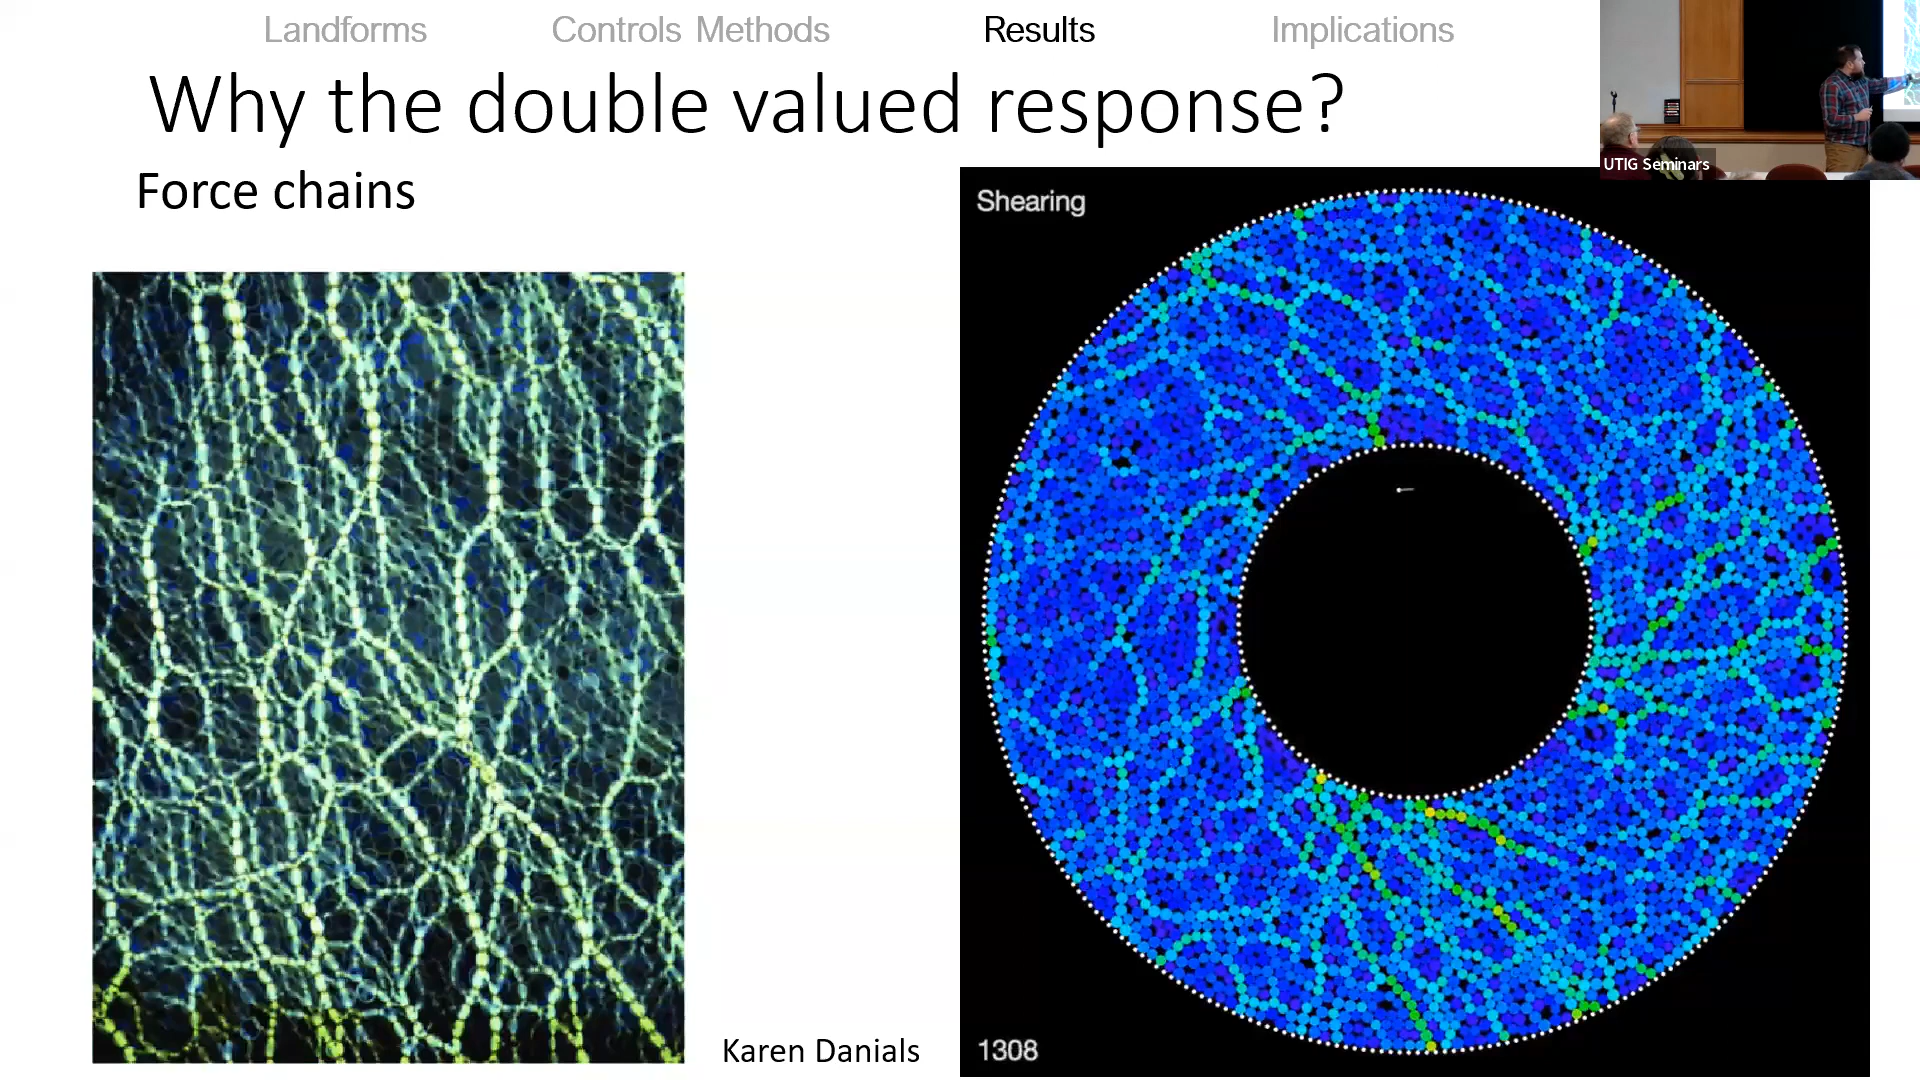 Landforms Controls Methods Results Implications
Why the double valued response?
Force chains
UTIG Seminars
Shearing
Karen Danials
1308